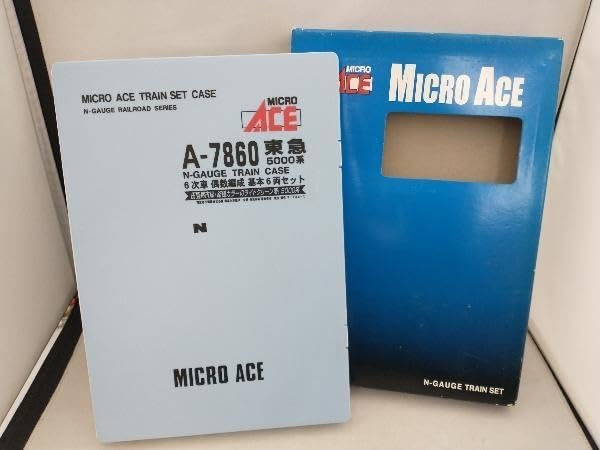 MICRO ACE TRAIN SET CASE
N-GAUGE RAILROAD SERIES
MICRO
ACE
A-7860 東急
5000系
N-GAUGE TRAIN CASE
6次車 偶数編成 基本6両セット
N
MICRO ACE
MICRO
ACE
MICRO ACE
N-GAUGE TRAIN SET